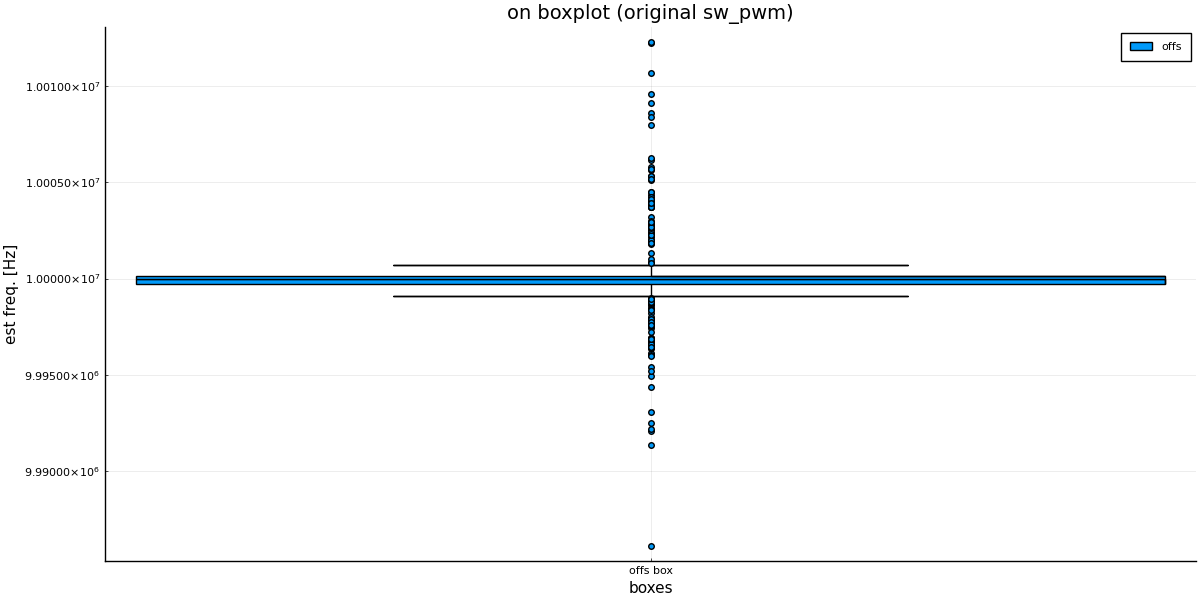 on boxplot (original sw_pwm)
offs
1.00100×10⁷
1.00050×10⁷
1.00000×10⁷
9.99500×10⁶
9.99000×10⁶
est freq. [Hz]
offs box
boxes